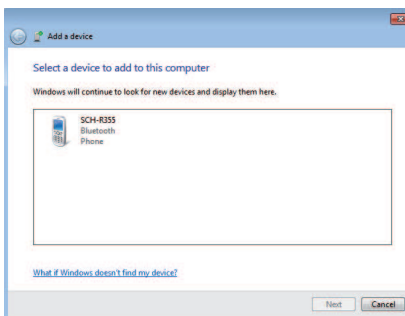 Add a device
Select a device to add to this computer
Windows will continue to look for new devices and display them here.
SCH-R355
Bluetooth
Phone
What if Windows doesn't find my device?
Next Cancel